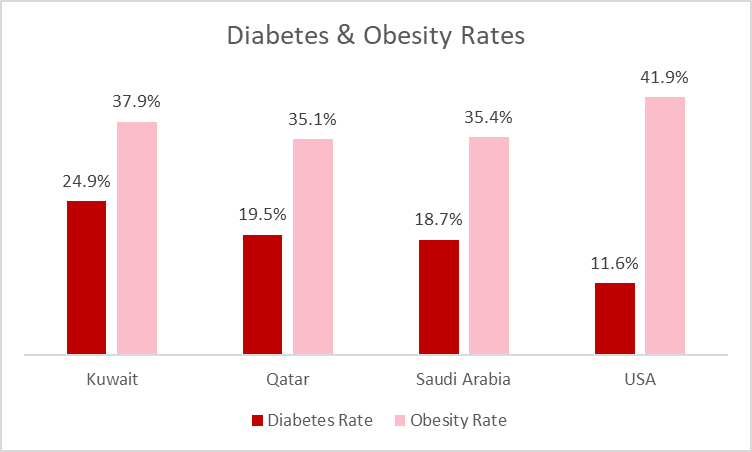 Diabetes & Obesity Rates
41.9%
37.9%
35.1%
35.4%
24.9%
19.5%
18.7%
11.6%
Kuwait
Qatar
Saudi Arabia
USA
Diabetes Rate
Obesity Rate